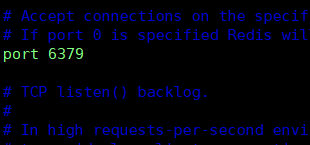 # Accept connections on the specif
# If port 0 is specified Redis wil
port 6379
# TCP listen() backlog.
#
# In high requests-per-second envi